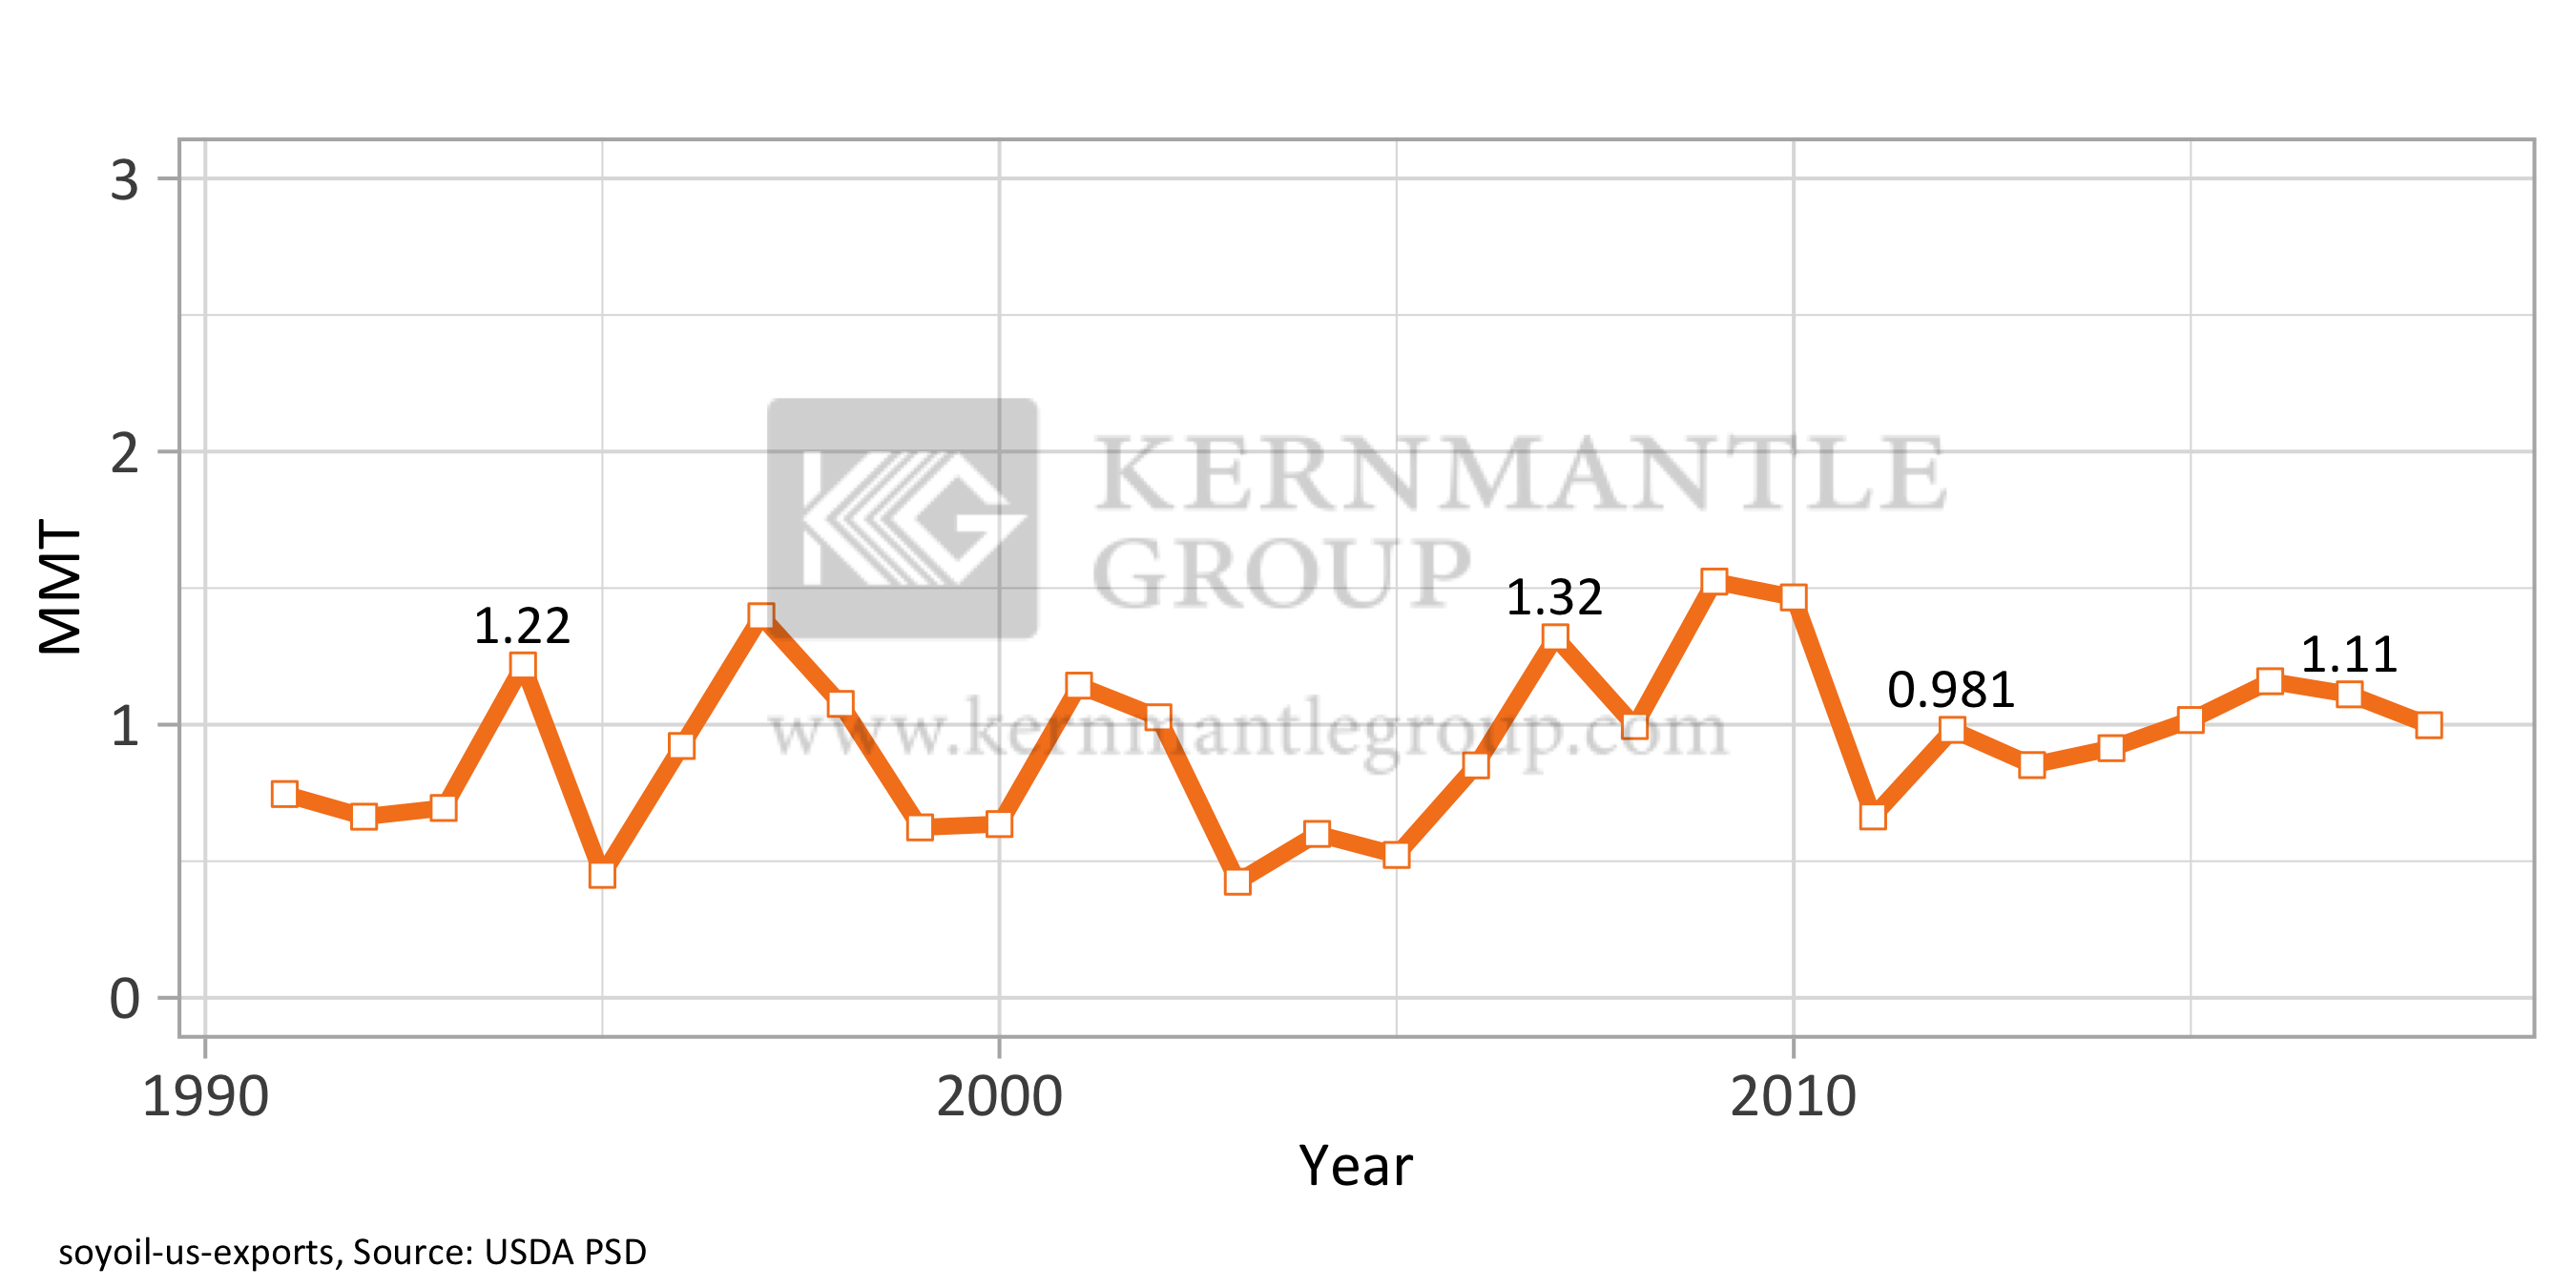 3
2
1
0
MMT
KG
KERNMANTLE
GROUP
www.kernmantlegroup.com
1.22
1.32
0.981
1.11
1990 2000 2010
Year
soyoil-us-exports, Source: USDA PSD